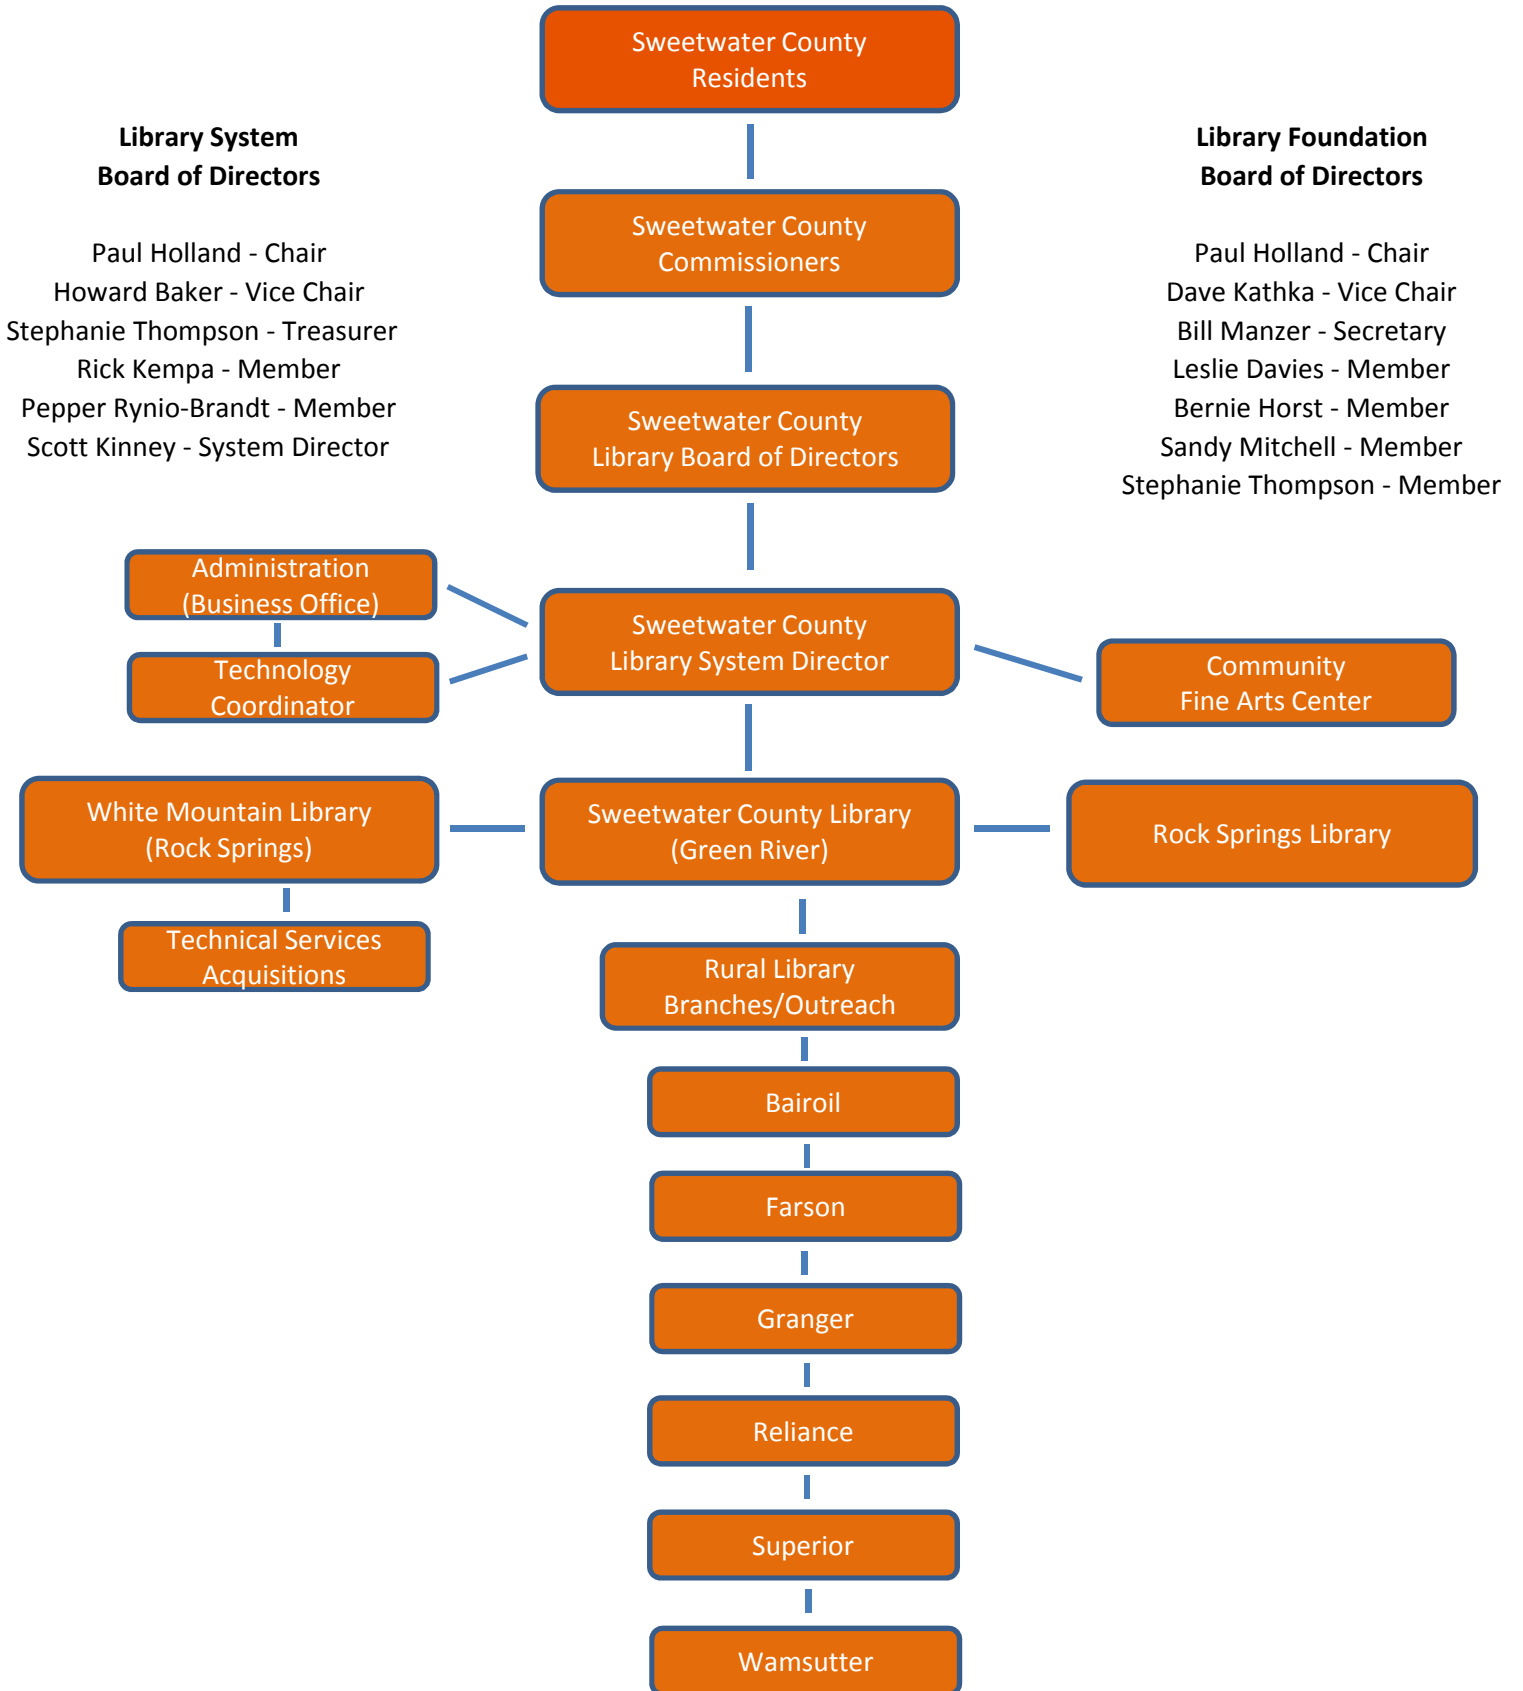 Sweetwater County
Residents
Library System
Board of Directors
Paul Holland - Chair
Howard Baker - Vice Chair
Stephanie Thompson - Treasurer
Rick Kempa - Member
Pepper Rynio-Brandt - Member
Scott Kinney - System Director
Library Foundation
Board of Directors
Paul Holland - Chair
Dave Kathka - Vice Chair
Bill Manzer - Secretary
Leslie Davies - Member
Bernie Horst - Member
Sandy Mitchell - Member
Stephanie Thompson - Member
Sweetwater County
Commissioners
Sweetwater County
Library Board of Directors
Administration
(Business Office)
Technology
Coordinator
Sweetwater County
Library System Director
Community
Fine Arts Center
White Mountain Library
(Rock Springs)
Sweetwater County Library
(Green River)
Rock Springs Library
Technical Services
Acquisitions
Rural Library
Branches/Outreach
Bairoil
Farson
Granger
Reliance
Superior
Wamsutter